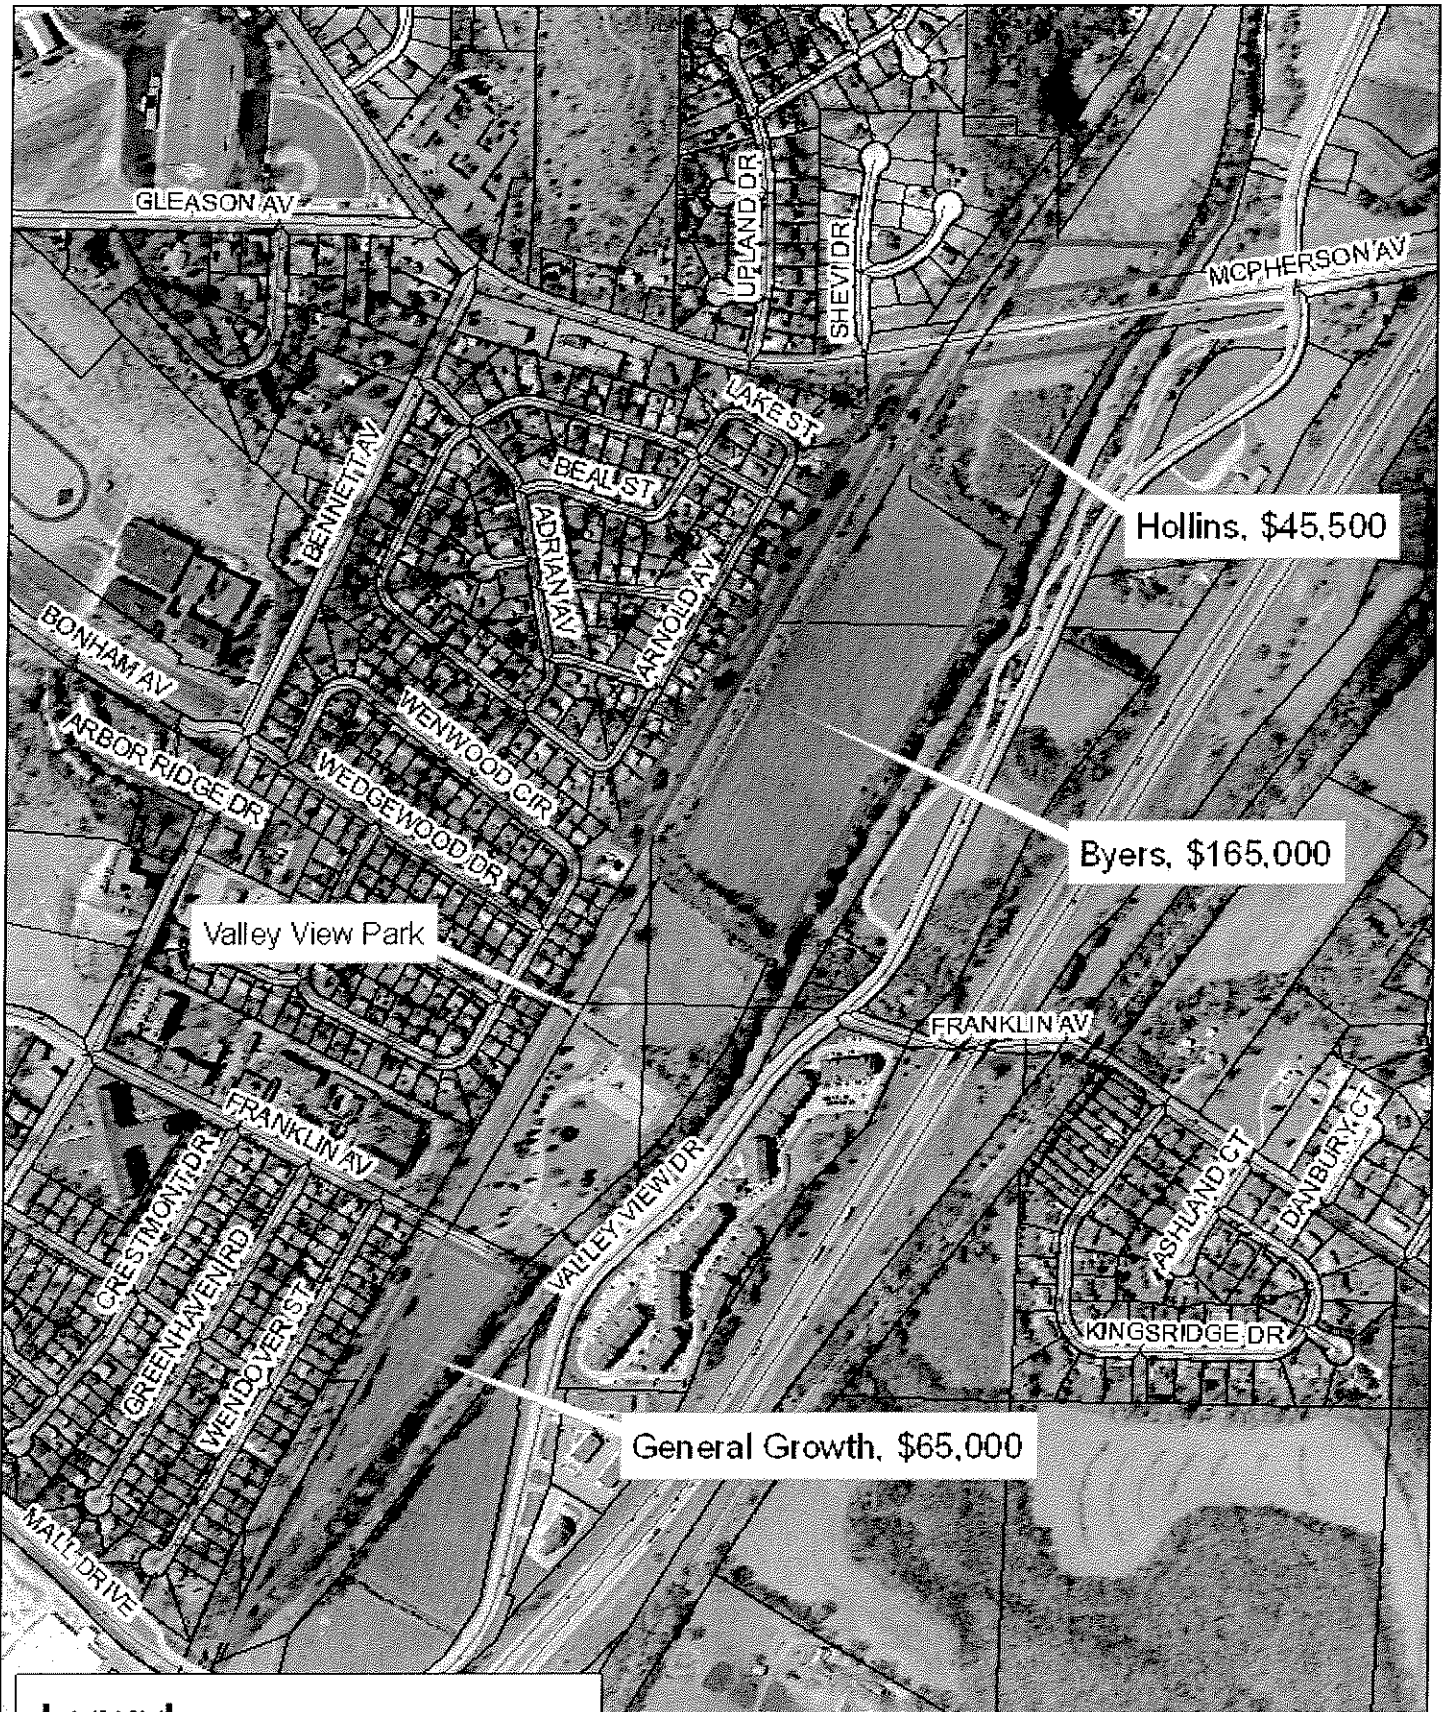 GLEASON AV
UPLAND DR
SHEVI DR
MCPHERSON AV
LAKE ST
BENNETT AV
BEAL ST
ADRIAN AV
ARNOLD AV
Hollins, $45,500
BONHAM AV
ARBOR RIDGE DR
WENWOOD CIR
WEDGEWOOD DR
Byers, $165,000
Valley View Park
FRANKLIN AV
FRANKLIN AV
CRESTMONT DR
GREENHAVEN RD
WENDOVER ST
VALLEY VIEW DR
ASHLAND CT
DANBURY CT
KINGSRIDGE DR
General Growth, $65,000
MALL DRIVE